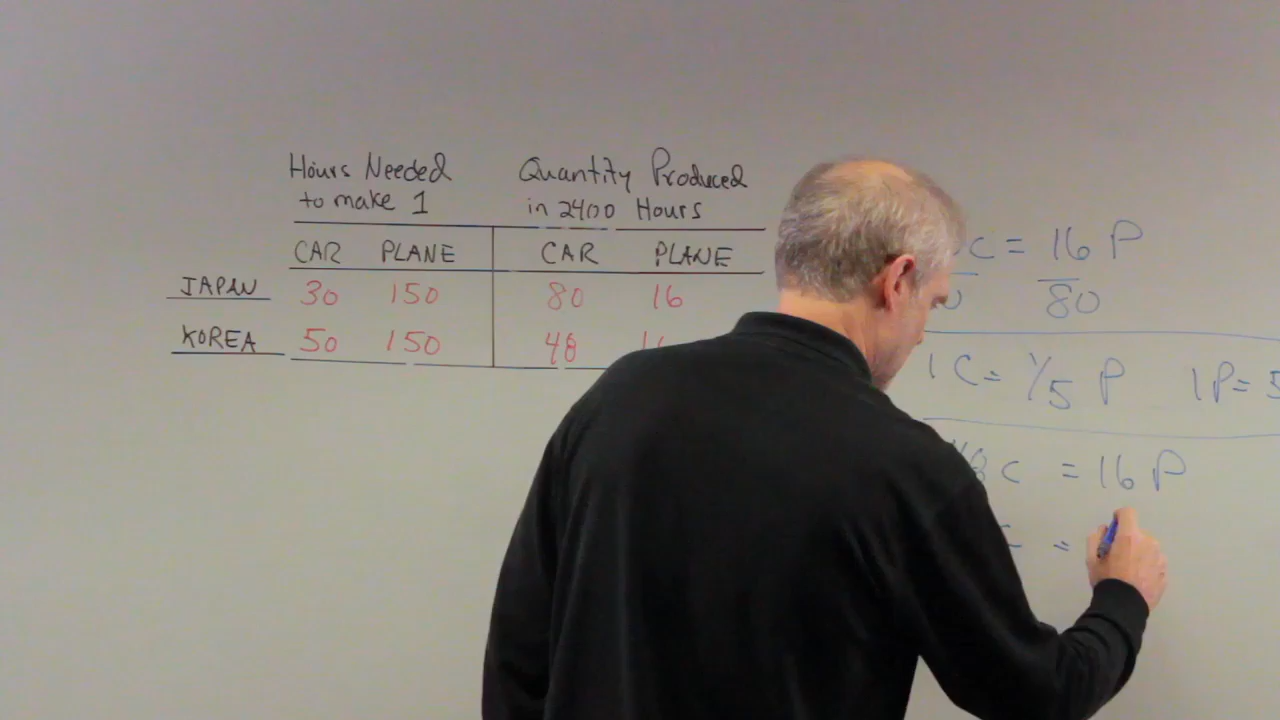 Hours Needed
to make 1
Quantity Produced
in 2400 Hours
CAR PLANE CAR PLANE
JAPAN 30 150 80 16
KOREA 50 150 48
C = 16 P
80
1 C = 1/5 P 1P = 5
48 C = 16 P
=